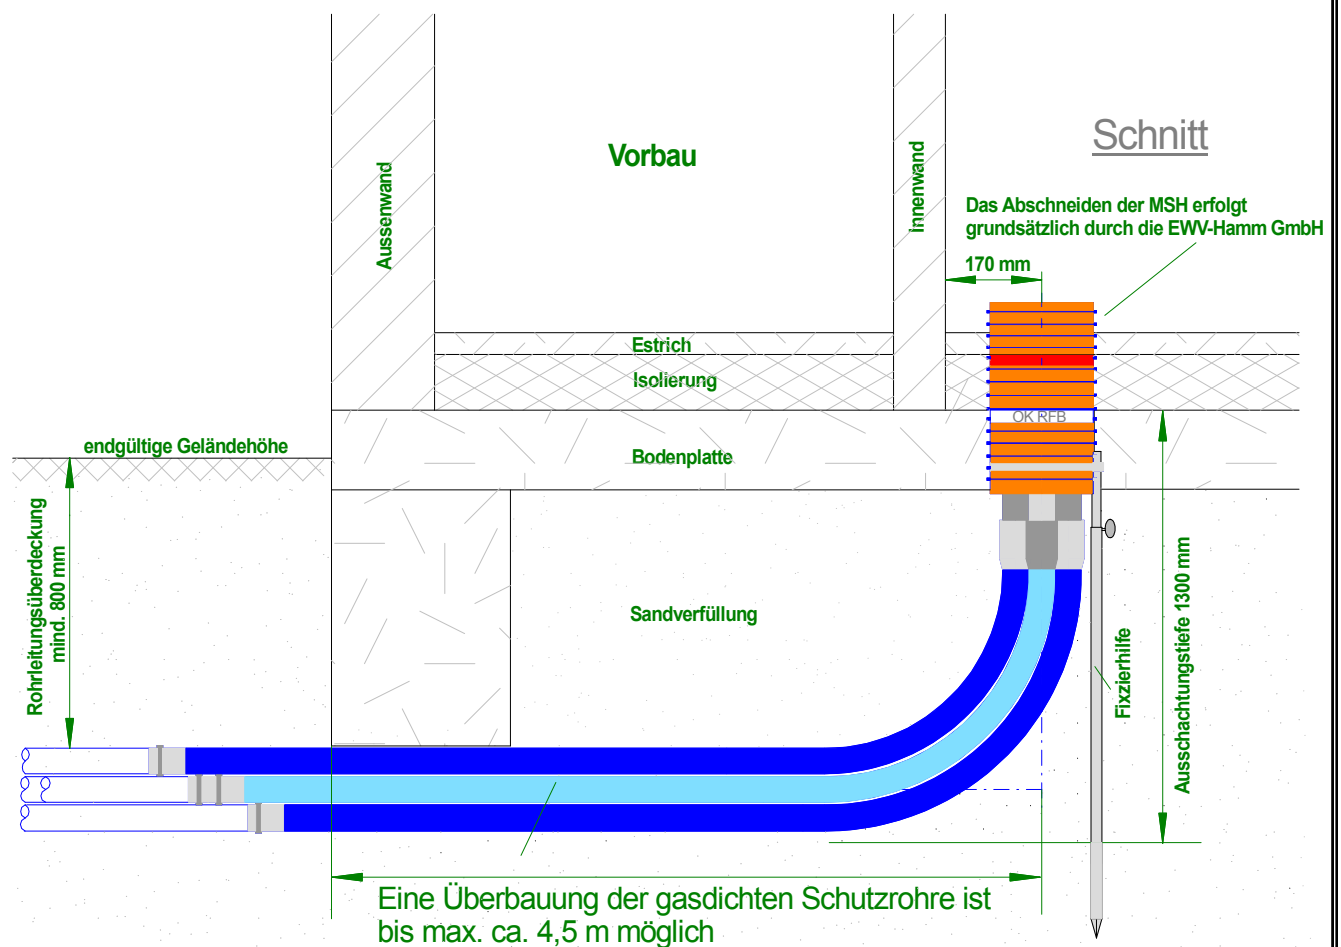 Schnitt
Vorbau
Aussenwand
Innenwand
Das Abschneiden der MSH erfolgt
grundsätzlich durch die EWV-Hamm GmbH
170 mm
Estrich
Isolierung
OK RFB
endgültige Geländehöhe
Bodenplatte
Rohrleitungsüberdeckung
mind. 800 mm
Sandverfüllung
Fixzierhilfe
Ausschachtungstiefe 1300 mm
Eine Überbauung der gasdichten Schutzrohre ist
bis max. ca. 4,5 m möglich